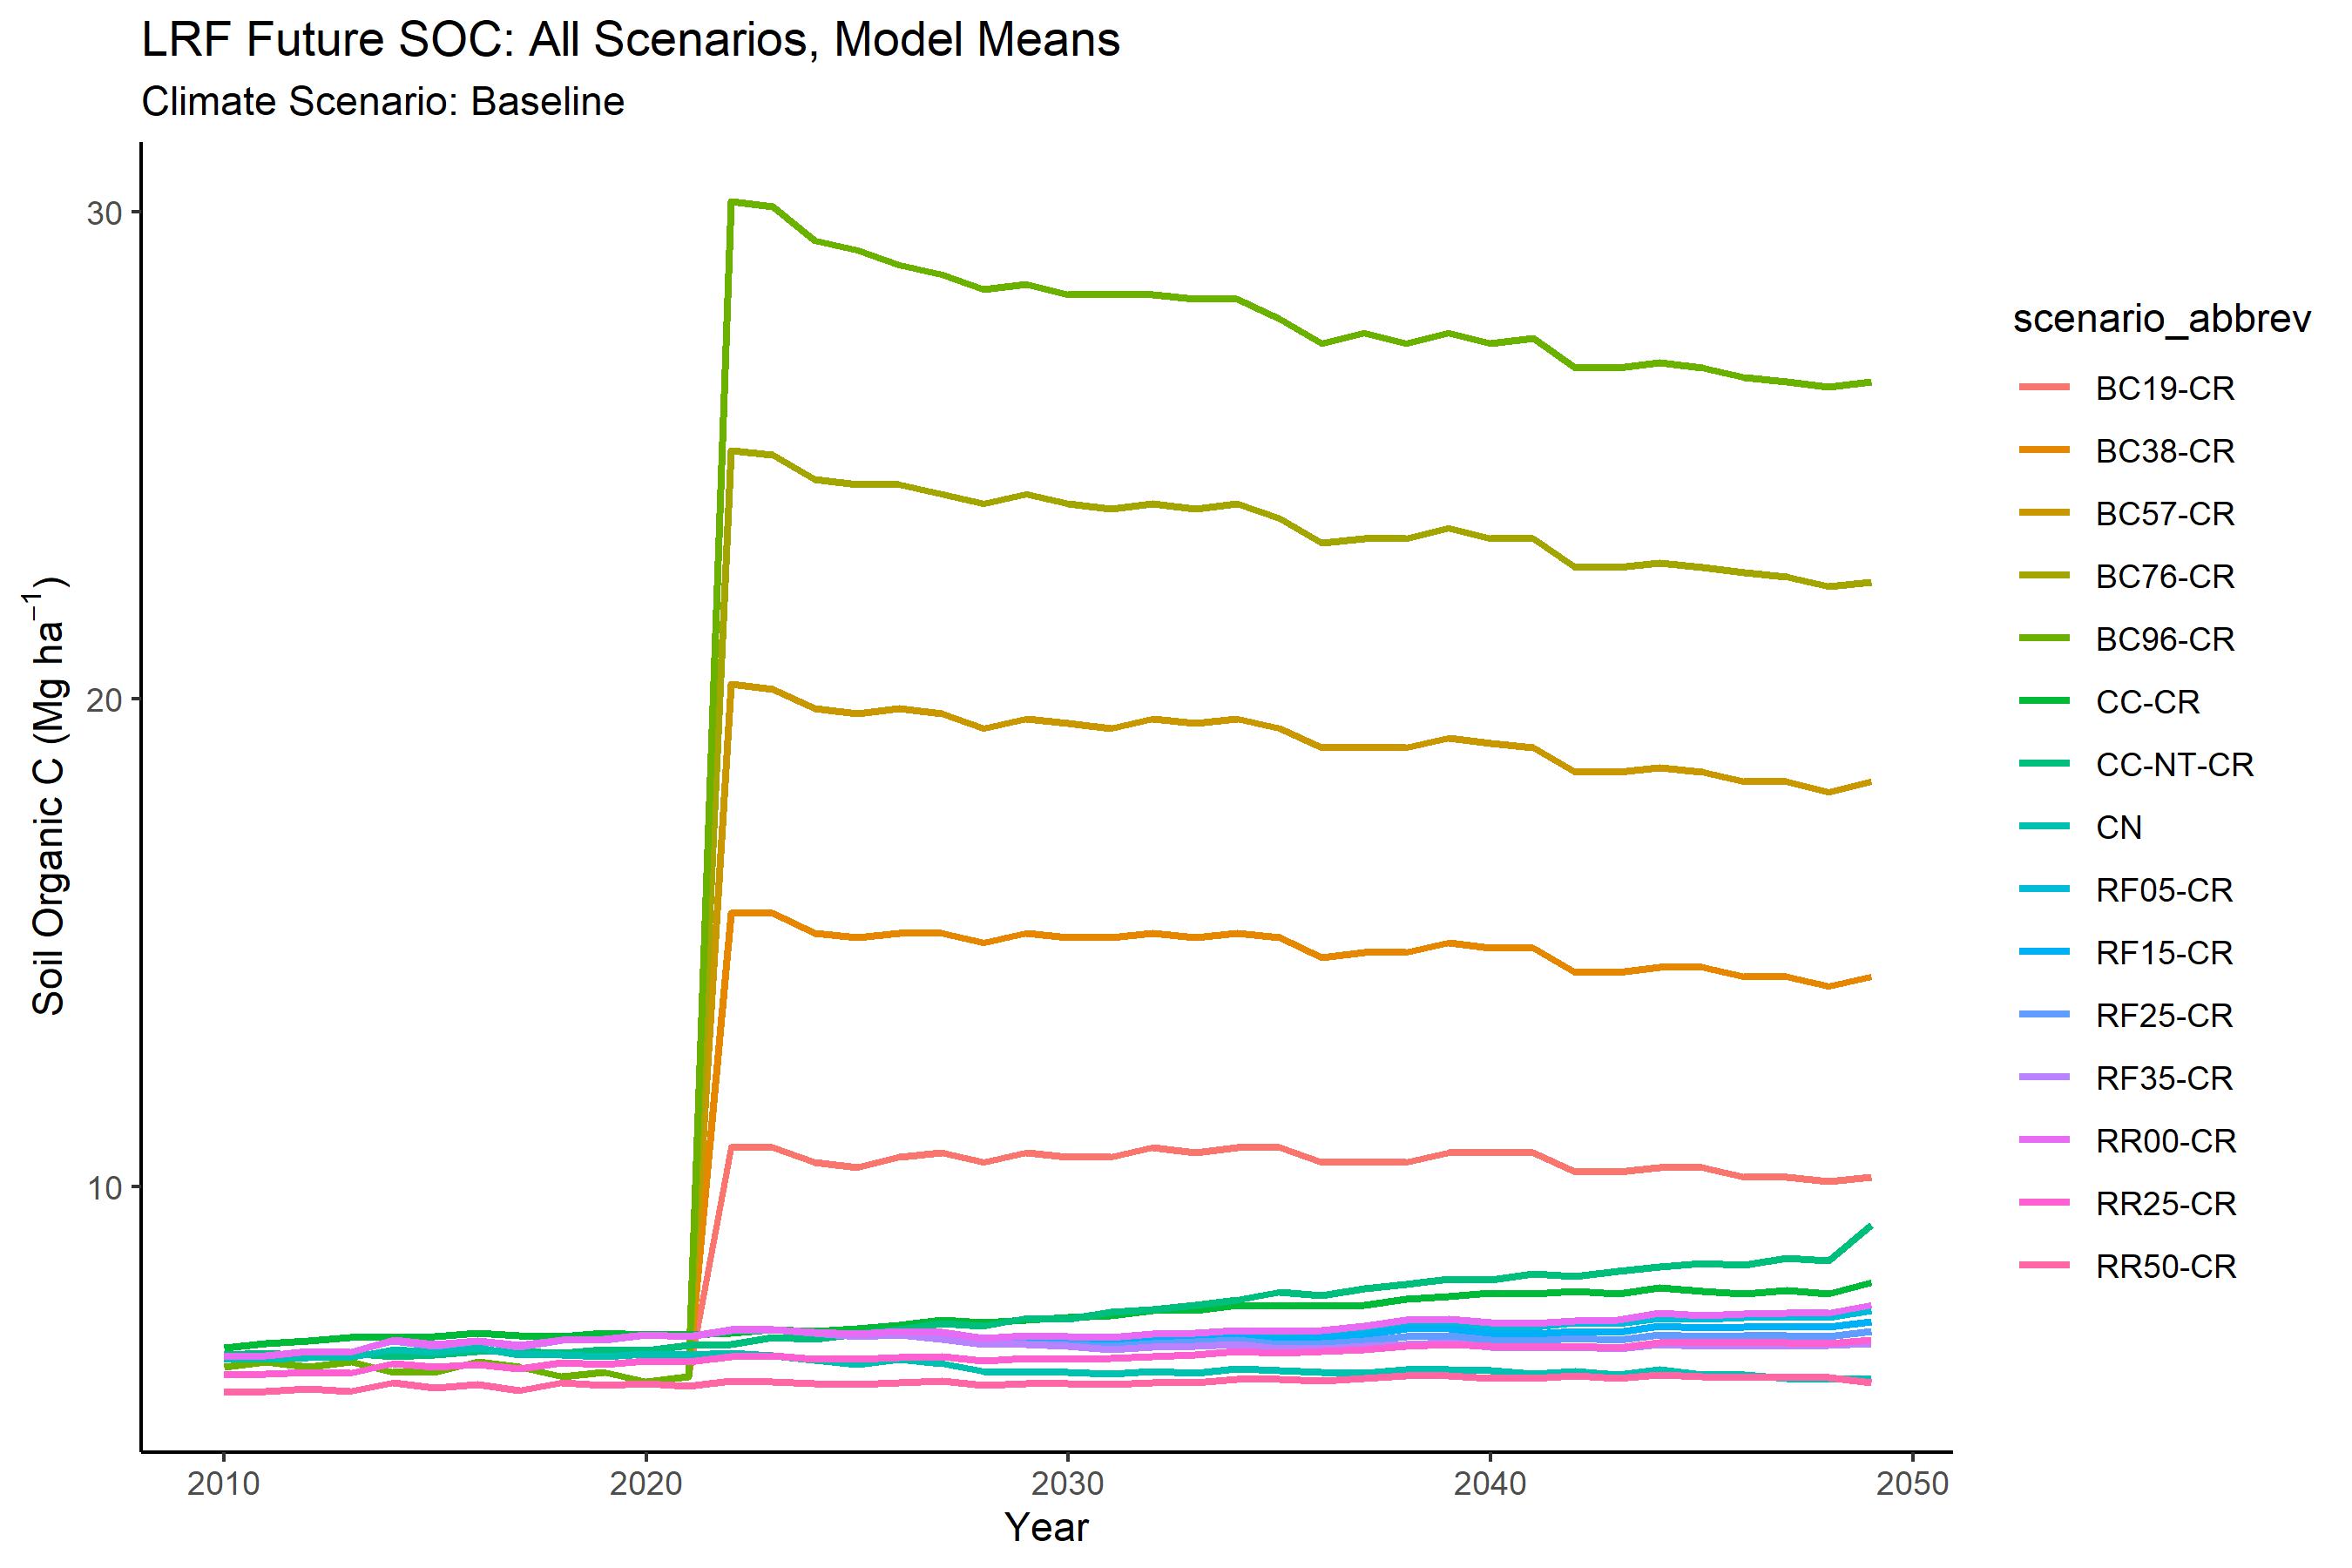 LRF Future SOC: All Scenarios, Model Means
Climate Scenario: Baseline
Soil Organic C (Mg ha⁻¹)
30
20
10
2010
2020
2030
2040
2050
Year
scenario_abbrev
BC19-CR
BC38-CR
BC57-CR
BC76-CR
BC96-CR
CC-CR
CC-NT-CR
CN
RF05-CR
RF15-CR
RF25-CR
RF35-CR
RR00-CR
RR25-CR
RR50-CR